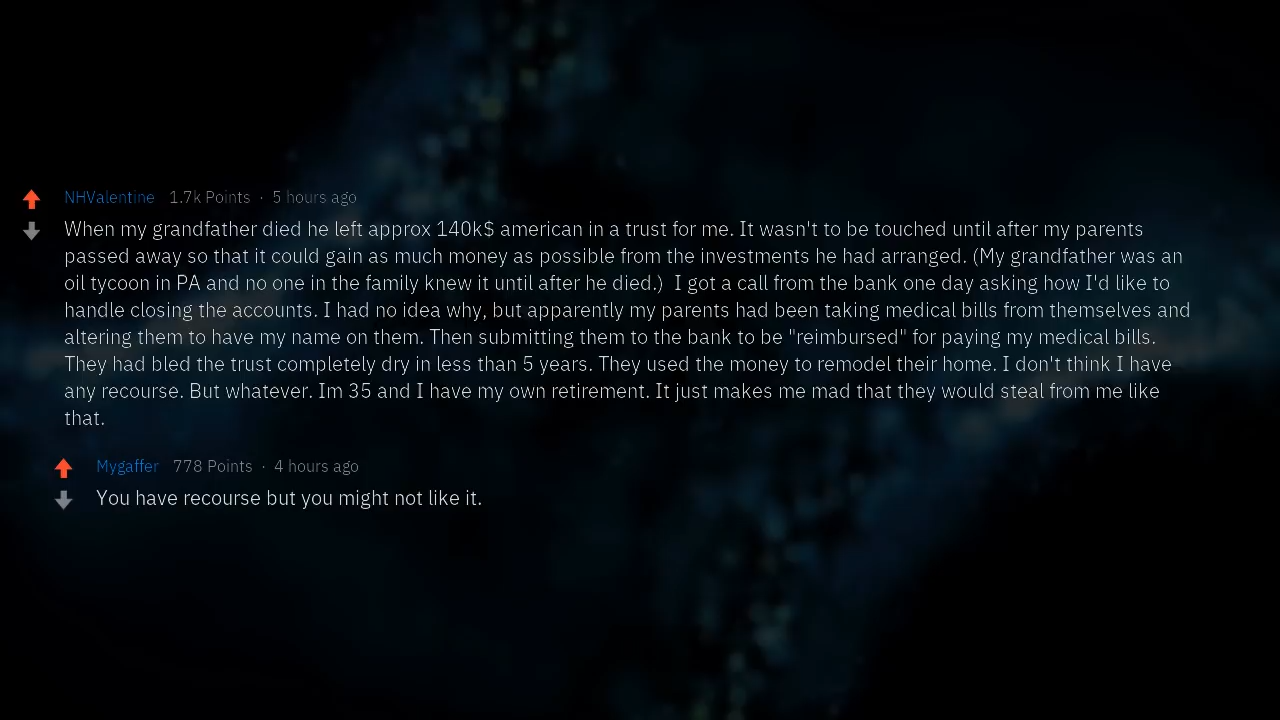 NHValentine 1.7k Points · 5 hours ago
When my grandfather died he left approx 140k$ american in a trust for me. It wasn't to be touched until after my parents
passed away so that it could gain as much money as possible from the investments he had arranged. (My grandfather was an
oil tycoon in PA and no one in the family knew it until after he died.)  I got a call from the bank one day asking how I'd like to
handle closing the accounts. I had no idea why, but apparently my parents had been taking medical bills from themselves and
altering them to have my name on them. Then submitting them to the bank to be "reimbursed" for paying my medical bills.
They had bled the trust completely dry in less than 5 years. They used the money to remodel their home. I don't think I have
any recourse. But whatever. Im 35 and I have my own retirement. It just makes me mad that they would steal from me like
that.
Mygaffer 778 Points · 4 hours ago
You have recourse but you might not like it.